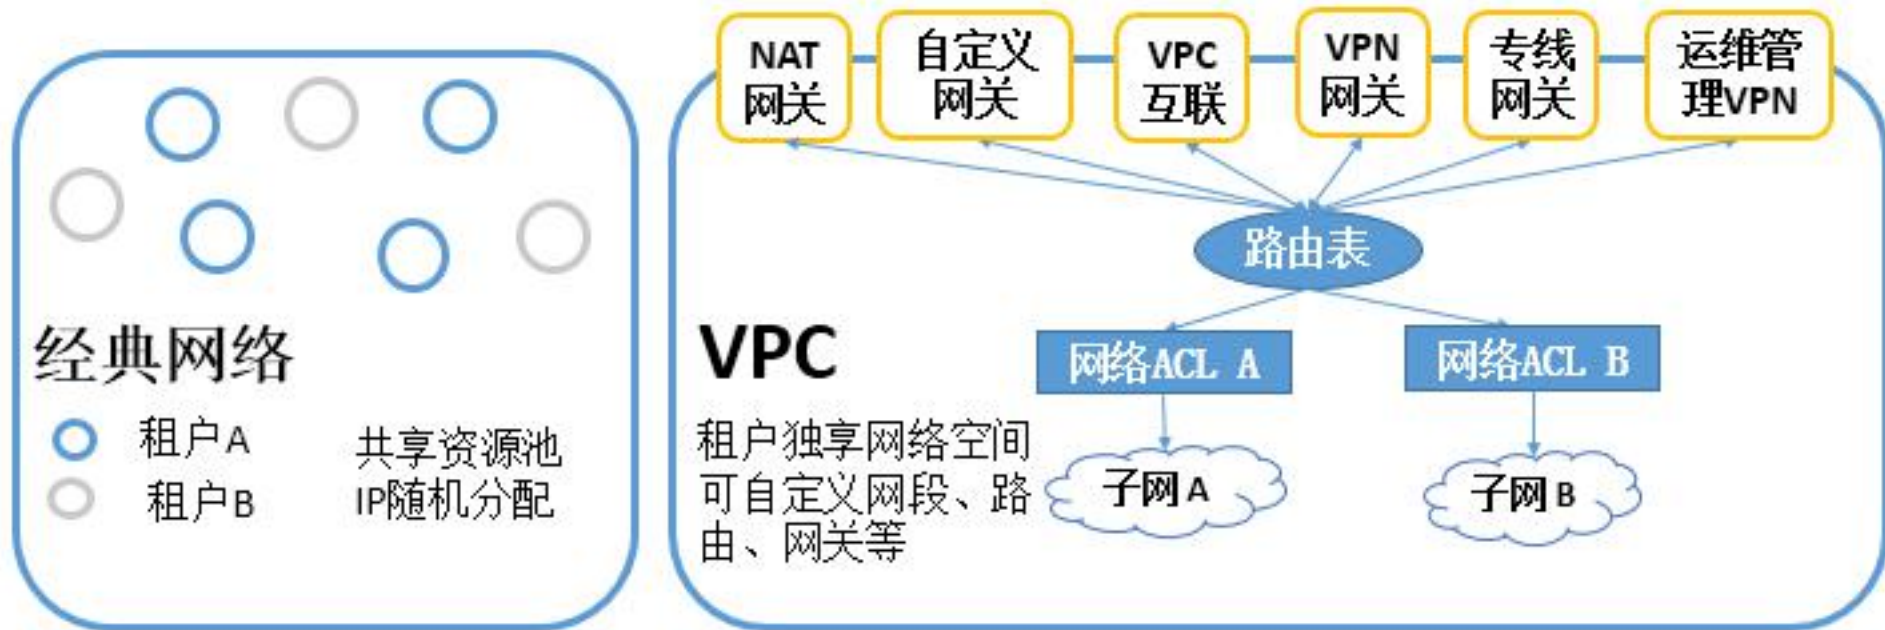 经典网络
租户A
租户B
共享资源池
IP随机分配
NAT
网关
自定义
网关
VPC
互联
VPN
网关
专线
网关
运维管
理VPN
路由表
网络ACL A
网络ACL B
子网A
子网B
VPC
租户独享网络空间
可自定义网段、路
由、网关等